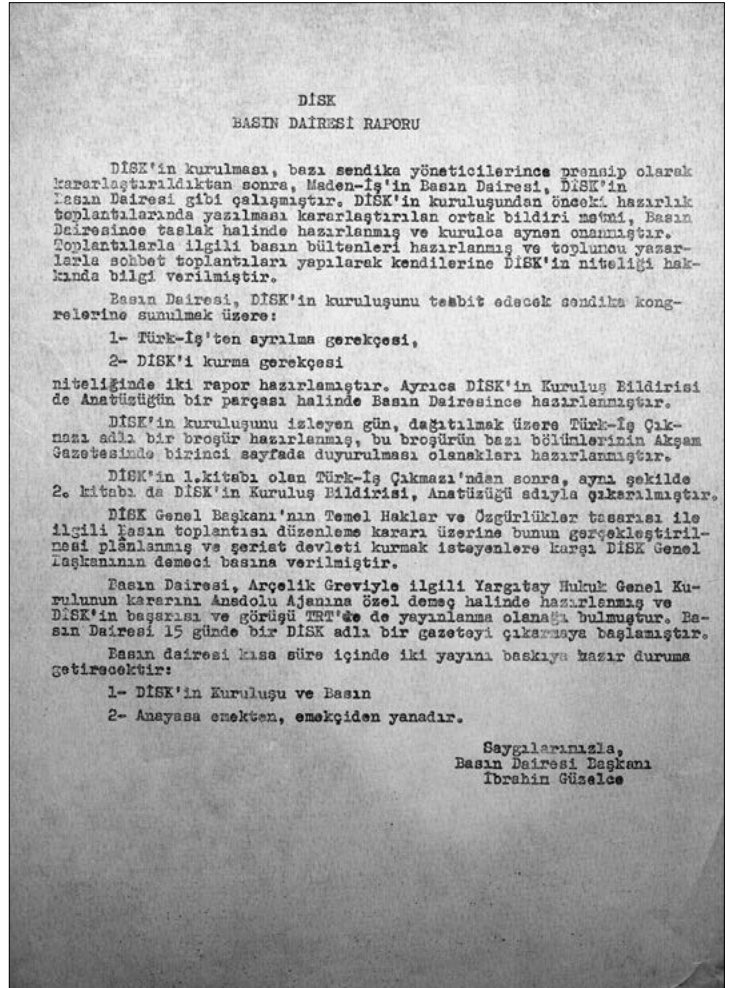 DİSK
BASIN DAİRESİ RAPORU
DİSK'in kurulması, bazı sendika yöneticilerince prensip olarak
kararlaştırıldıktan sonra, Maden-İş'in Basın Dairesi, DİSK'in
Basın Dairesi gibi çalışmıştır. DİSK'in kuruluşundan önceki hazırlık
toplantılarında yazılması kararlaştırılan ortak bildiri metni, Basın
Dairesince taslak halinde hazırlanmış ve kurulca aynen onanmıştır.
Toplantılarla ilgili basın bültenleri hazırlanmış ve toplumcu yazar-
larla sohbet toplantıları yapılarak kendilerine DİSK'in niteliği hak-
kında bilgi verilmiştir.
Basın Dairesi, DİSK'in kuruluşunu tesbit edecek sendika kong-
relerine sunulmak üzere:
1- Türk-İş'ten ayrılma gerekçesi,
2- DİSK'i kurma gerekçesi
niteliğinde iki rapor hazırlamıştır. Ayrıca DİSK'in Kuruluş Bildirisi
de Anatüzüğün bir parçası halinde Basın Dairesince hazırlanmıştır.
DİSK'in kuruluşunu izleyen gün, dağıtılmak üzere Türk-İş Çık-
mazı adlı bir broşür hazırlanmış, bu broşürün bazı bölümlerinin Akşam
Gazetesinde birinci sayfada duyurulması olanakları hazırlanmıştır.
DİSK'in 1.kitabı olan Türk-İş Çıkmazı'ndan sonra, aynı şekilde
2. kitabı da DİSK'in Kuruluş Bildirisi, Anatüzüğü adıyla çıkarılmıştır.
DİSK Genel Başkanı'nın Temel Haklar ve Özgürlükler tasarısı ile
ilgili Basın toplantısı düzenleme kararı üzerine bunun gerçekleştiril-
mesi plânlanmış ve şeriat devleti kurmak isteyenlere karşı DİSK Genel
Başkanının demeci basına verilmiştir.
Basın Dairesi, Arçelik Greviyle ilgili Yargıtay Hukuk Genel Ku-
rulunun kararını Anadolu Ajanına özel demeç halinde hazırlanmış ve
DİSK'in başarısı ve görüşü TRT'de de yayınlanma olanağı bulmuştur. Ba-
sın Dairesi 15 günde bir DİSK adlı bir gazeteyi çıkarmaya başlamıştır.
Basın dairesi kısa süre içinde iki yayını baskıya hazır duruma
getirecektir:
1- DİSK'in Kuruluşu ve Basın
2- Anayasa emekten, emekçiden yanadır.
Saygılarımızla,
Basın Dairesi Başkanı
İbrahin Güzelce